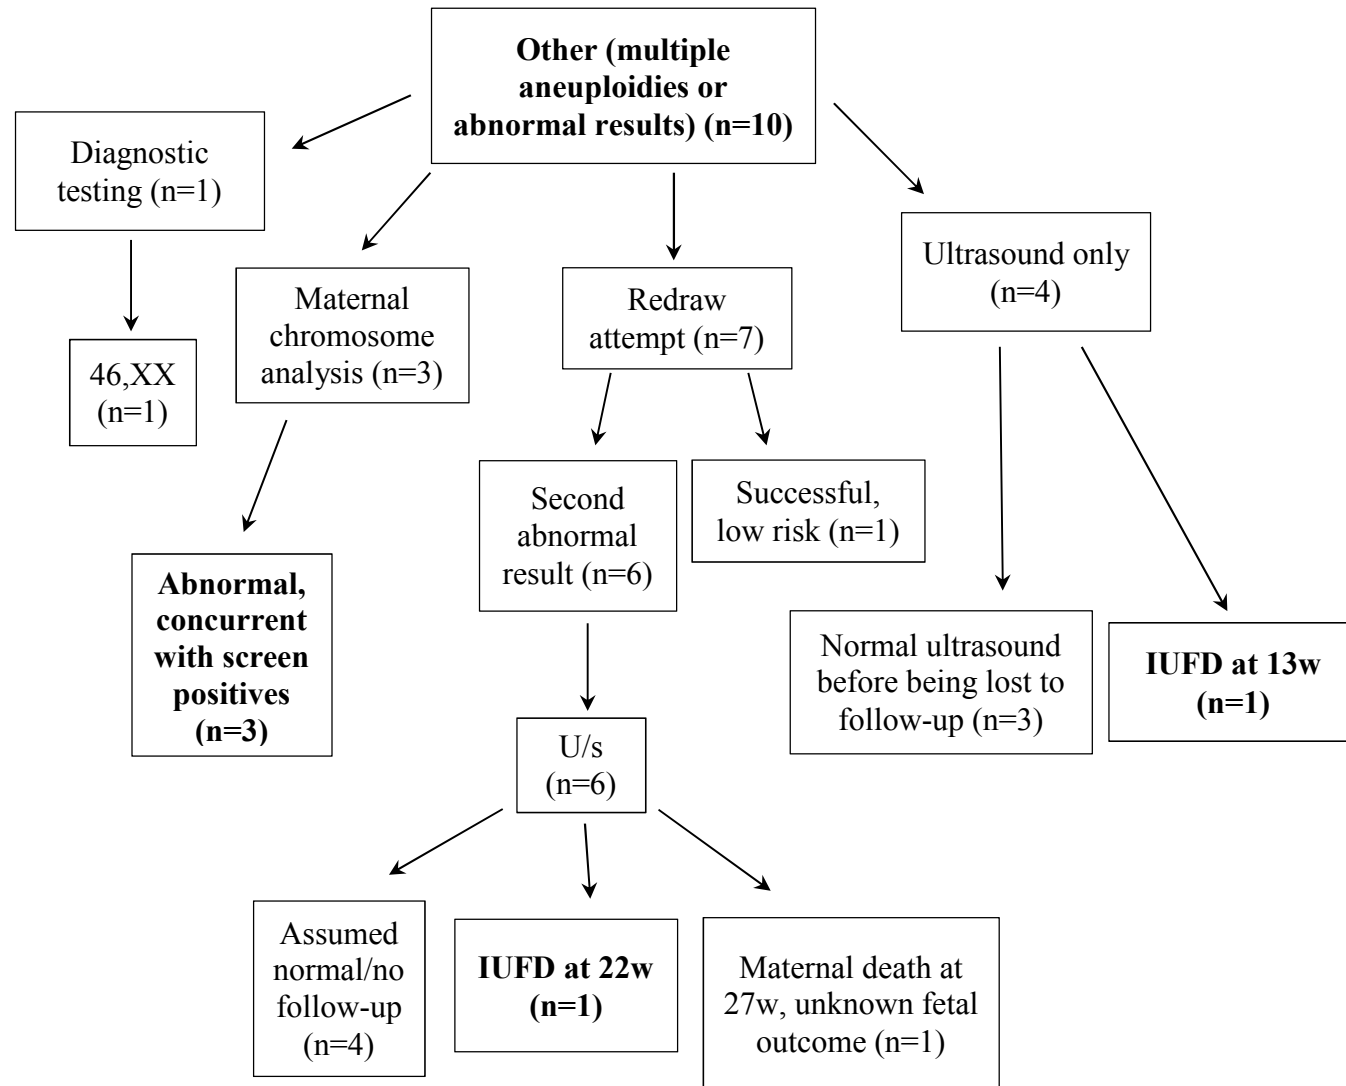 Other (multiple
aneuploidies or
abnormal results) (n=10)
Diagnostic
testing (n=1)
46,XX
(n=1)
Maternal
chromosome
analysis (n=3)
Abnormal,
concurrent
with screen
positives
(n=3)
Redraw
attempt (n=7)
Second
abnormal
result (n=6)
Successful,
low risk (n=1)
U/s
(n=6)
Assumed
normal/no
follow-up
(n=4)
IUFD at 22w
(n=1)
Maternal death at
27w, unknown fetal
outcome (n=1)
Ultrasound only
(n=4)
Normal ultrasound
before being lost to
follow-up (n=3)
IUFD at 13w
(n=1)